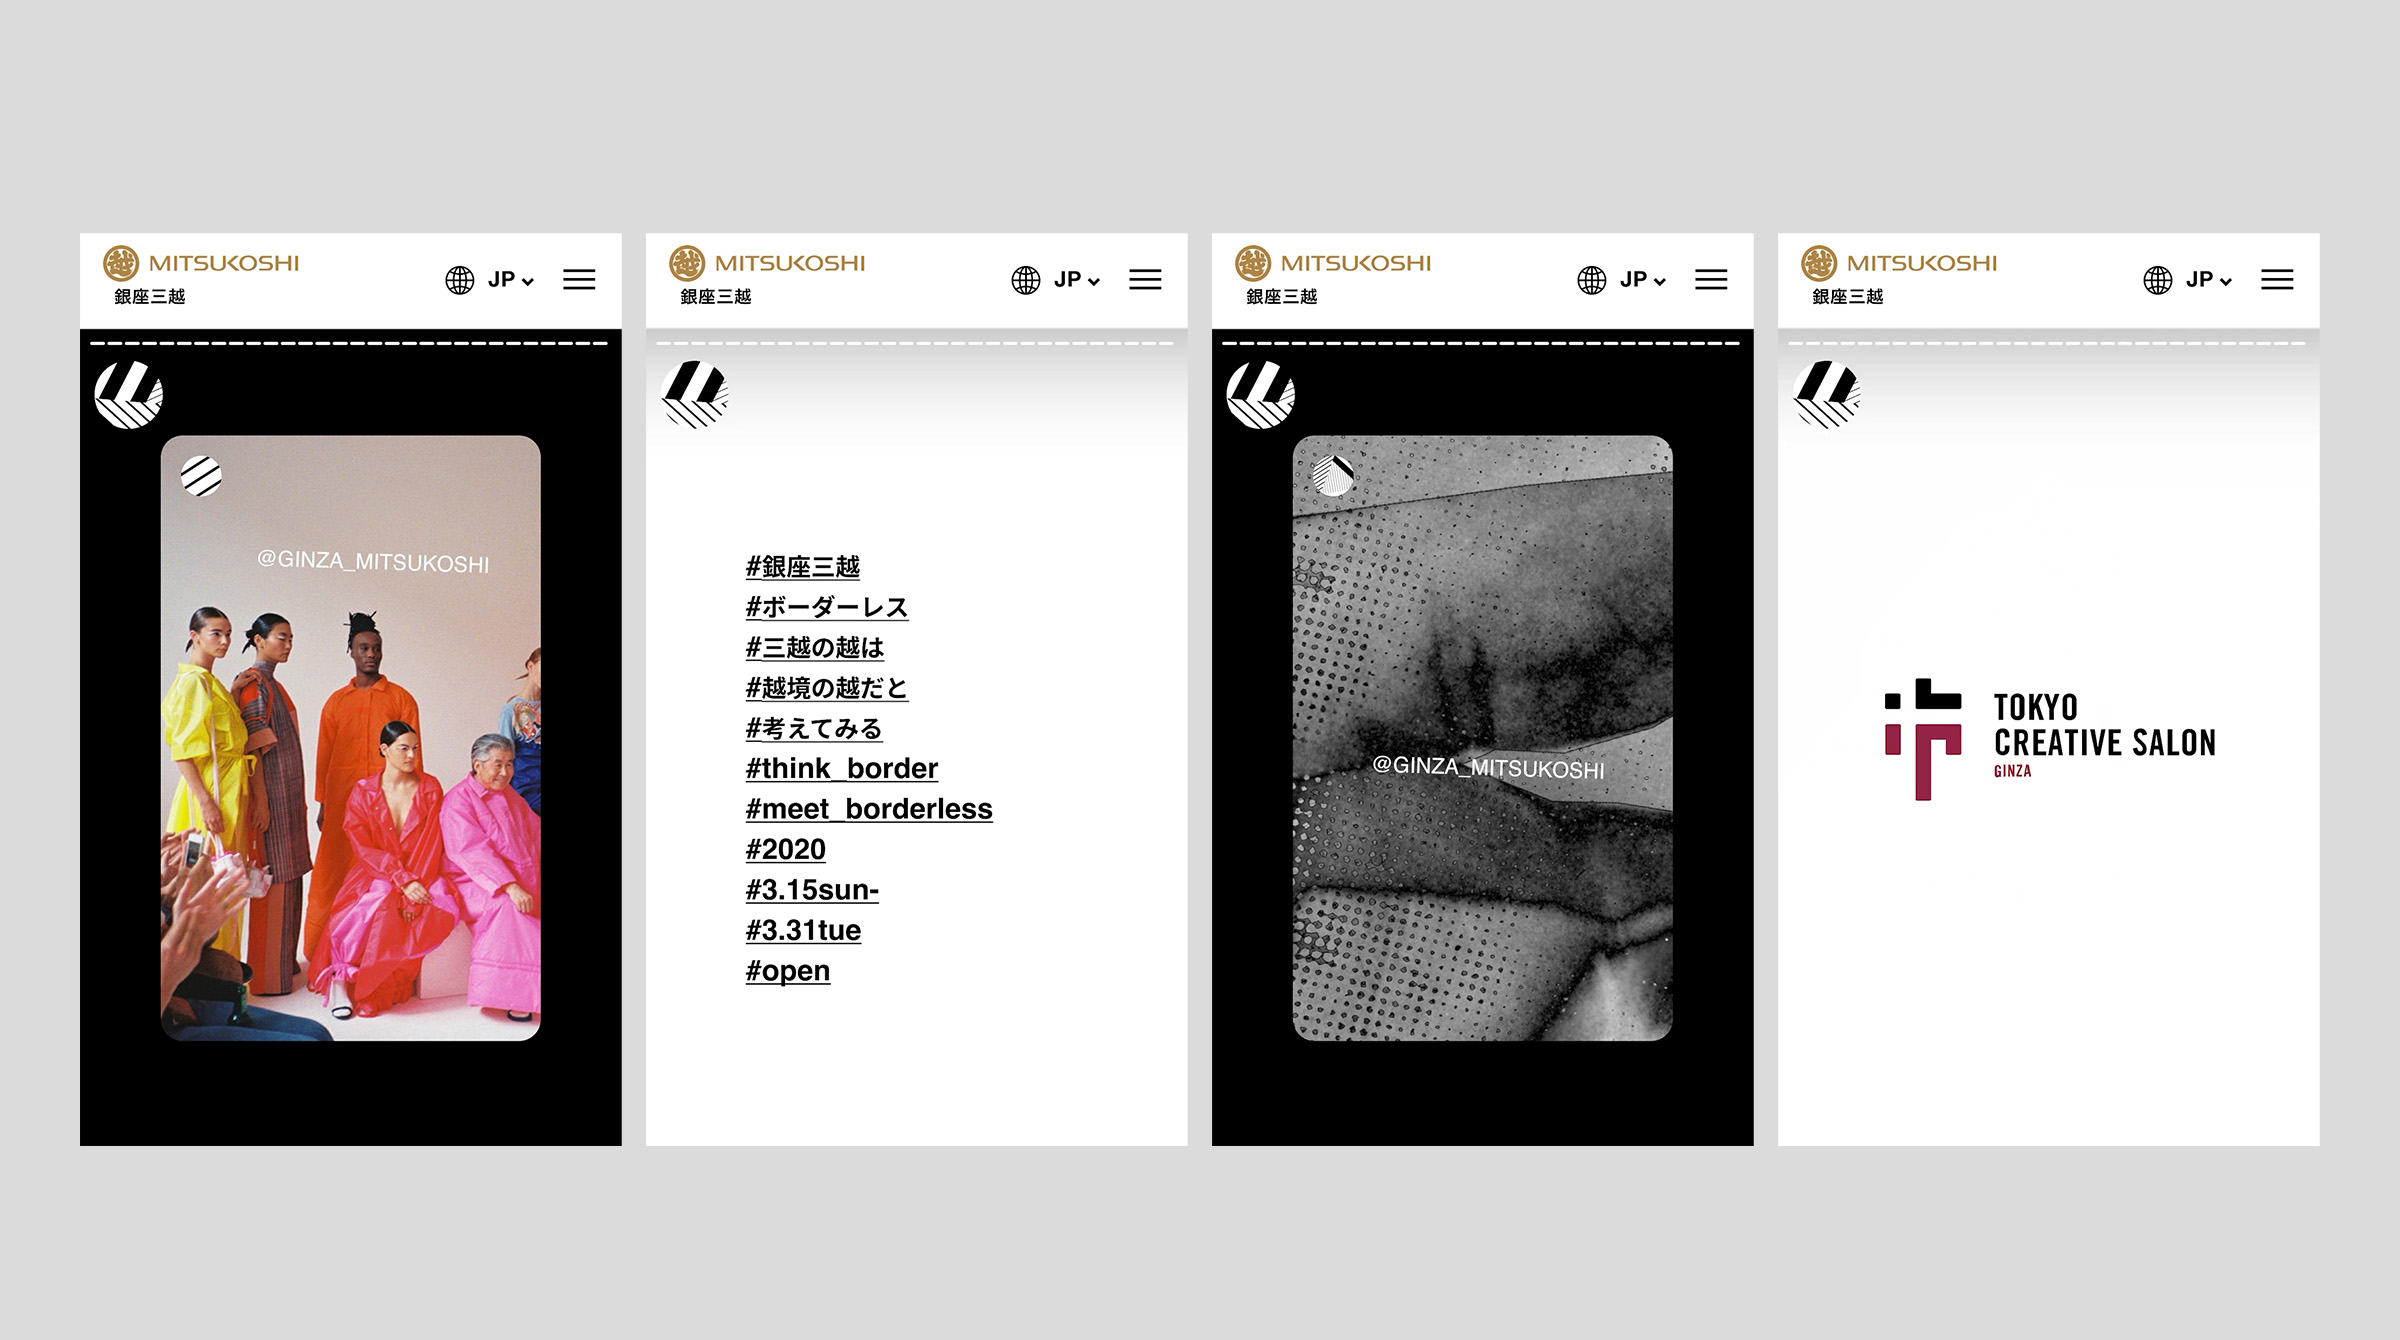 MITSUKOSHI
銀座三越
JP
@GINZA_MITSUKOSHI
MITSUKOSHI
銀座三越
JP
#銀座三越
#ボーダーレス
#三越の越は
#越境の越だと
#考えてみる
#think_border
#meet_borderless
#2020
#3.15sun-
#3.31tue
#open
MITSUKOSHI
銀座三越
JP
@GINZA_MITSUKOSHI
MITSUKOSHI
銀座三越
JP
TOKYO
CREATIVE SALON
GINZA